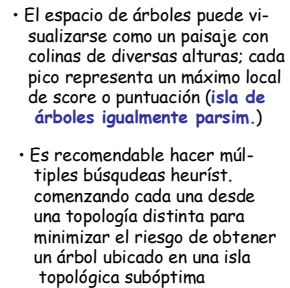 • El espacio de árboles puede vi-
sualizarse como un paisaje con
colinas de diversas alturas; cada
pico representa un máximo local
de score o puntuación (isla de
árboles igualmente parsim.)
• Es recomendable hacer múl-
tiples búsqudeas heuríst.
comenzando cada una desde
una topología distinta para
minimizar el riesgo de obtener
un árbol ubicado en una isla
topológica subóptima